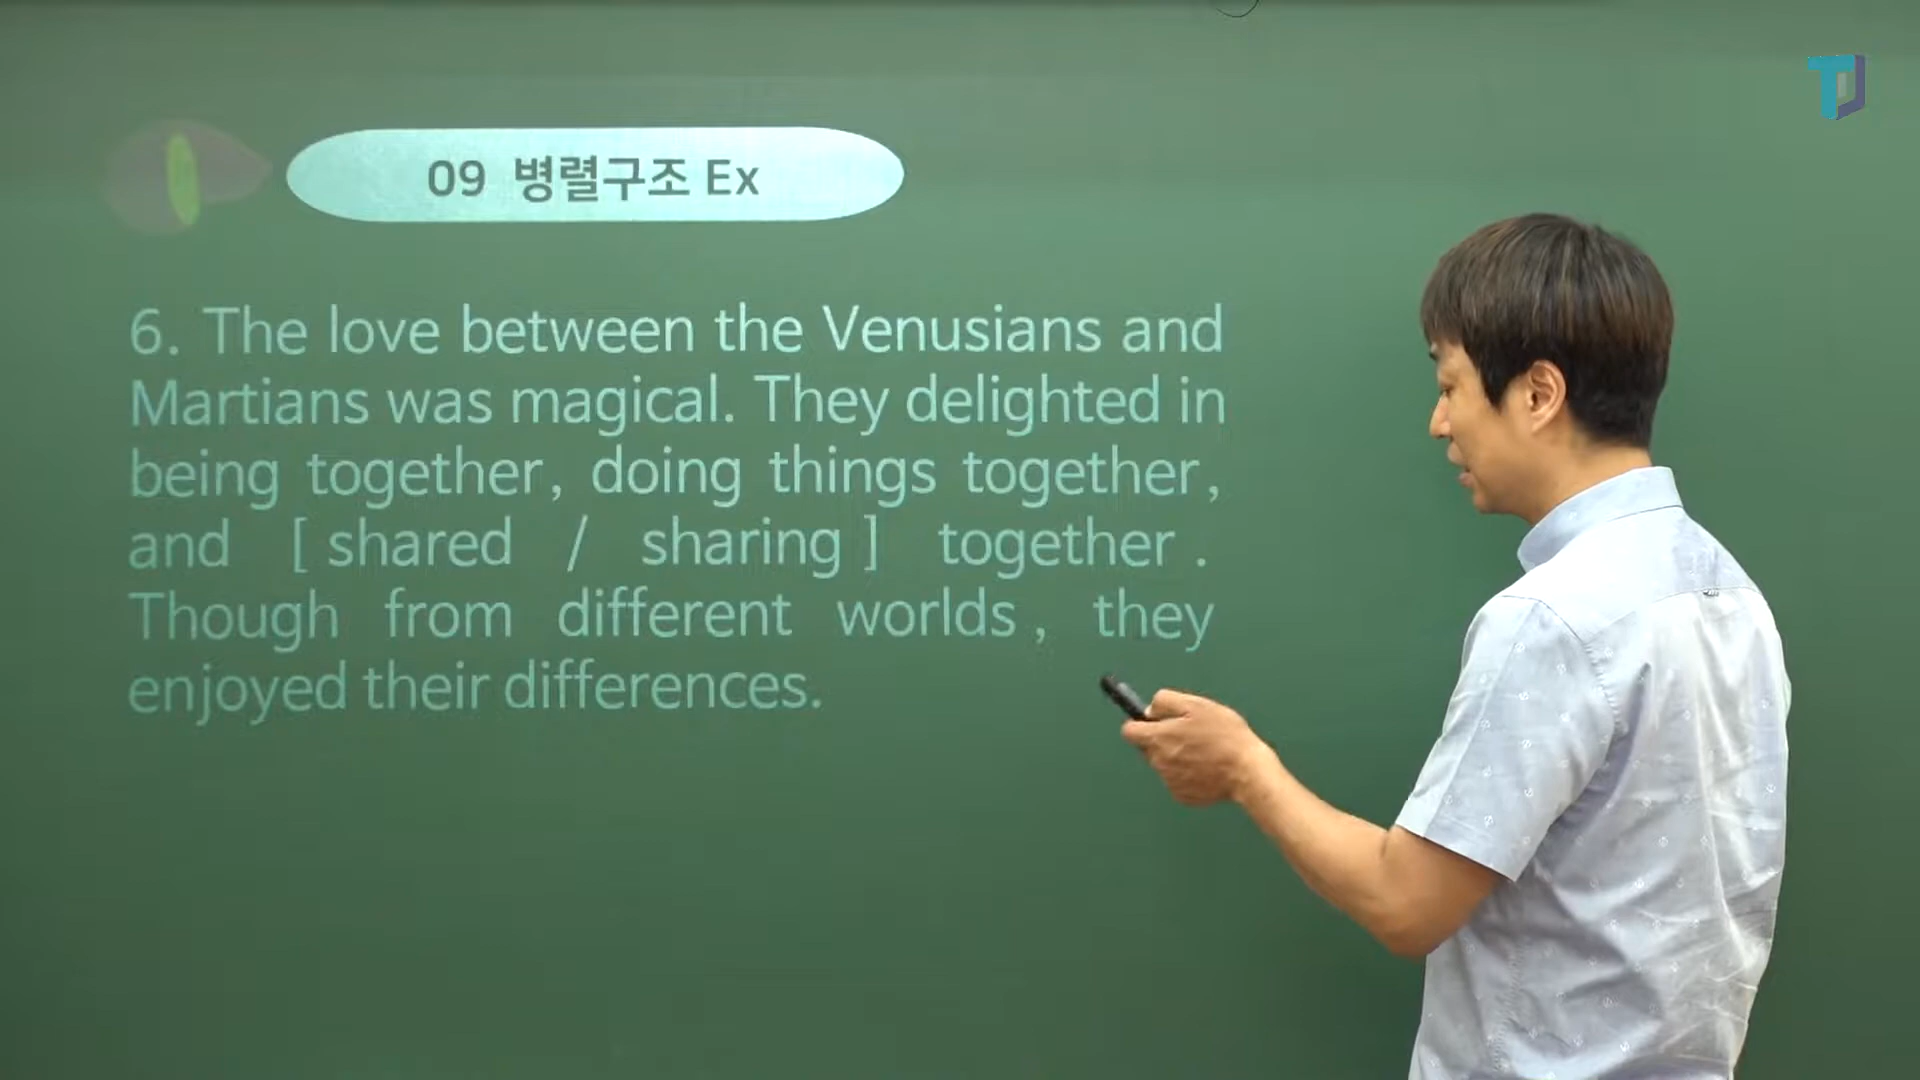 09 병렬구조 Ex
6. The love between the Venusians and
Martians was magical. They delighted in
being together, doing things together,
and [ shared / sharing ] together .
Though from different worlds , they
enjoyed their differences.